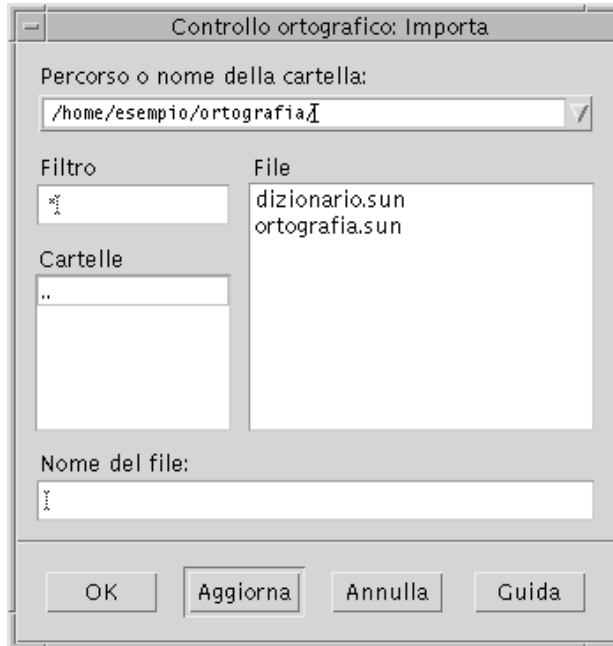 Controllo ortografico: Importa
Percorso o nome della cartella:
/home/esempio/ortografia/
Filtro
*
File
dizionario.sun
ortografia.sun
Cartelle
..
Nome del file:
OK
Aggiorna
Annulla
Guida